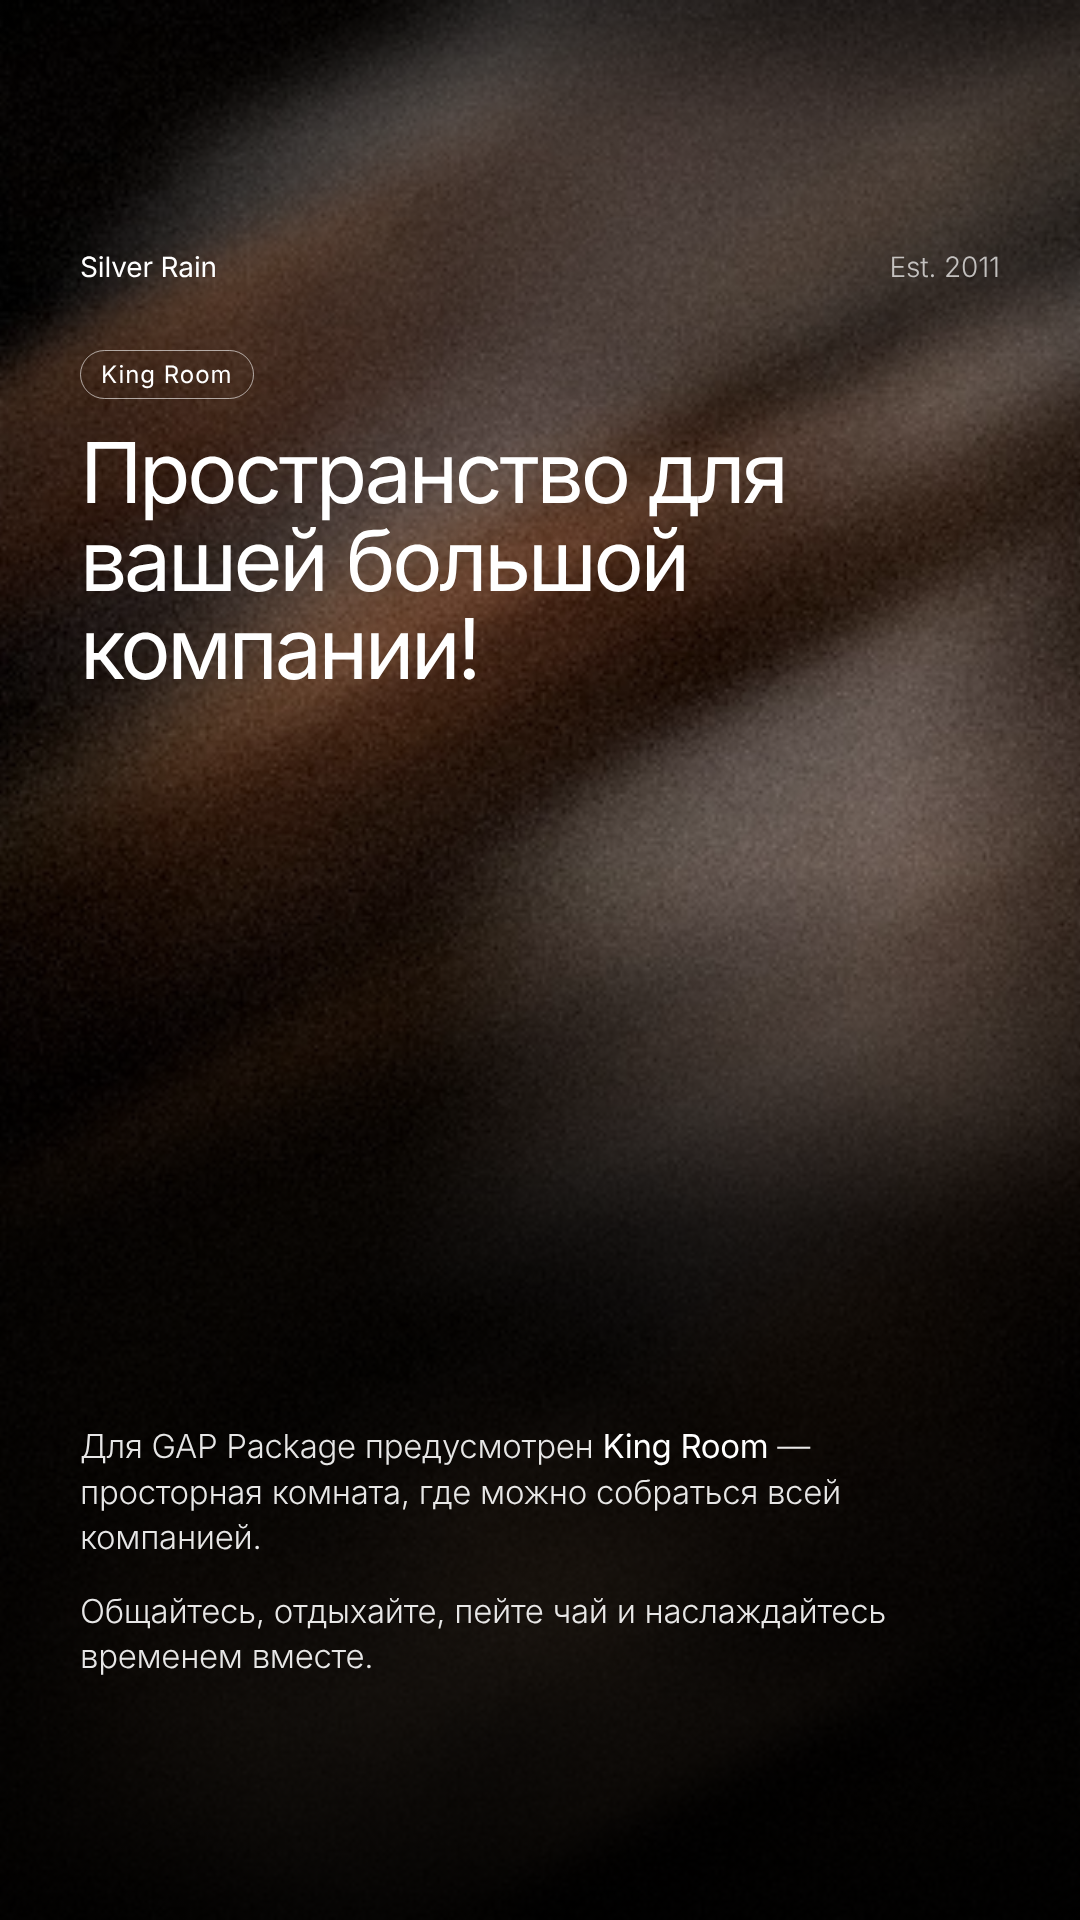 Silver Rain
Est. 2011
King Room
Пространство для
вашей большой
компании!
Для GAP Package предусмотрен King Room —
просторная комната, где можно собраться всей
компанией.
Общайтесь, отдыхайте, пейте чай и наслаждайтесь
временем вместе.